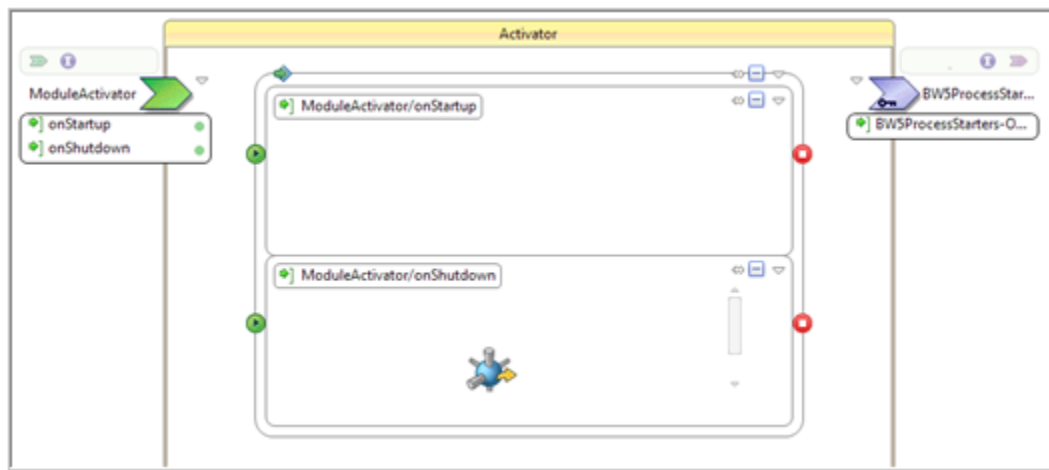 Activator
ModuleActivator
onStartup
onShutdown
ModuleActivator/onStartup
ModuleActivator/onShutdown
BW5ProcessStar...
BW5ProcessStarters-O...